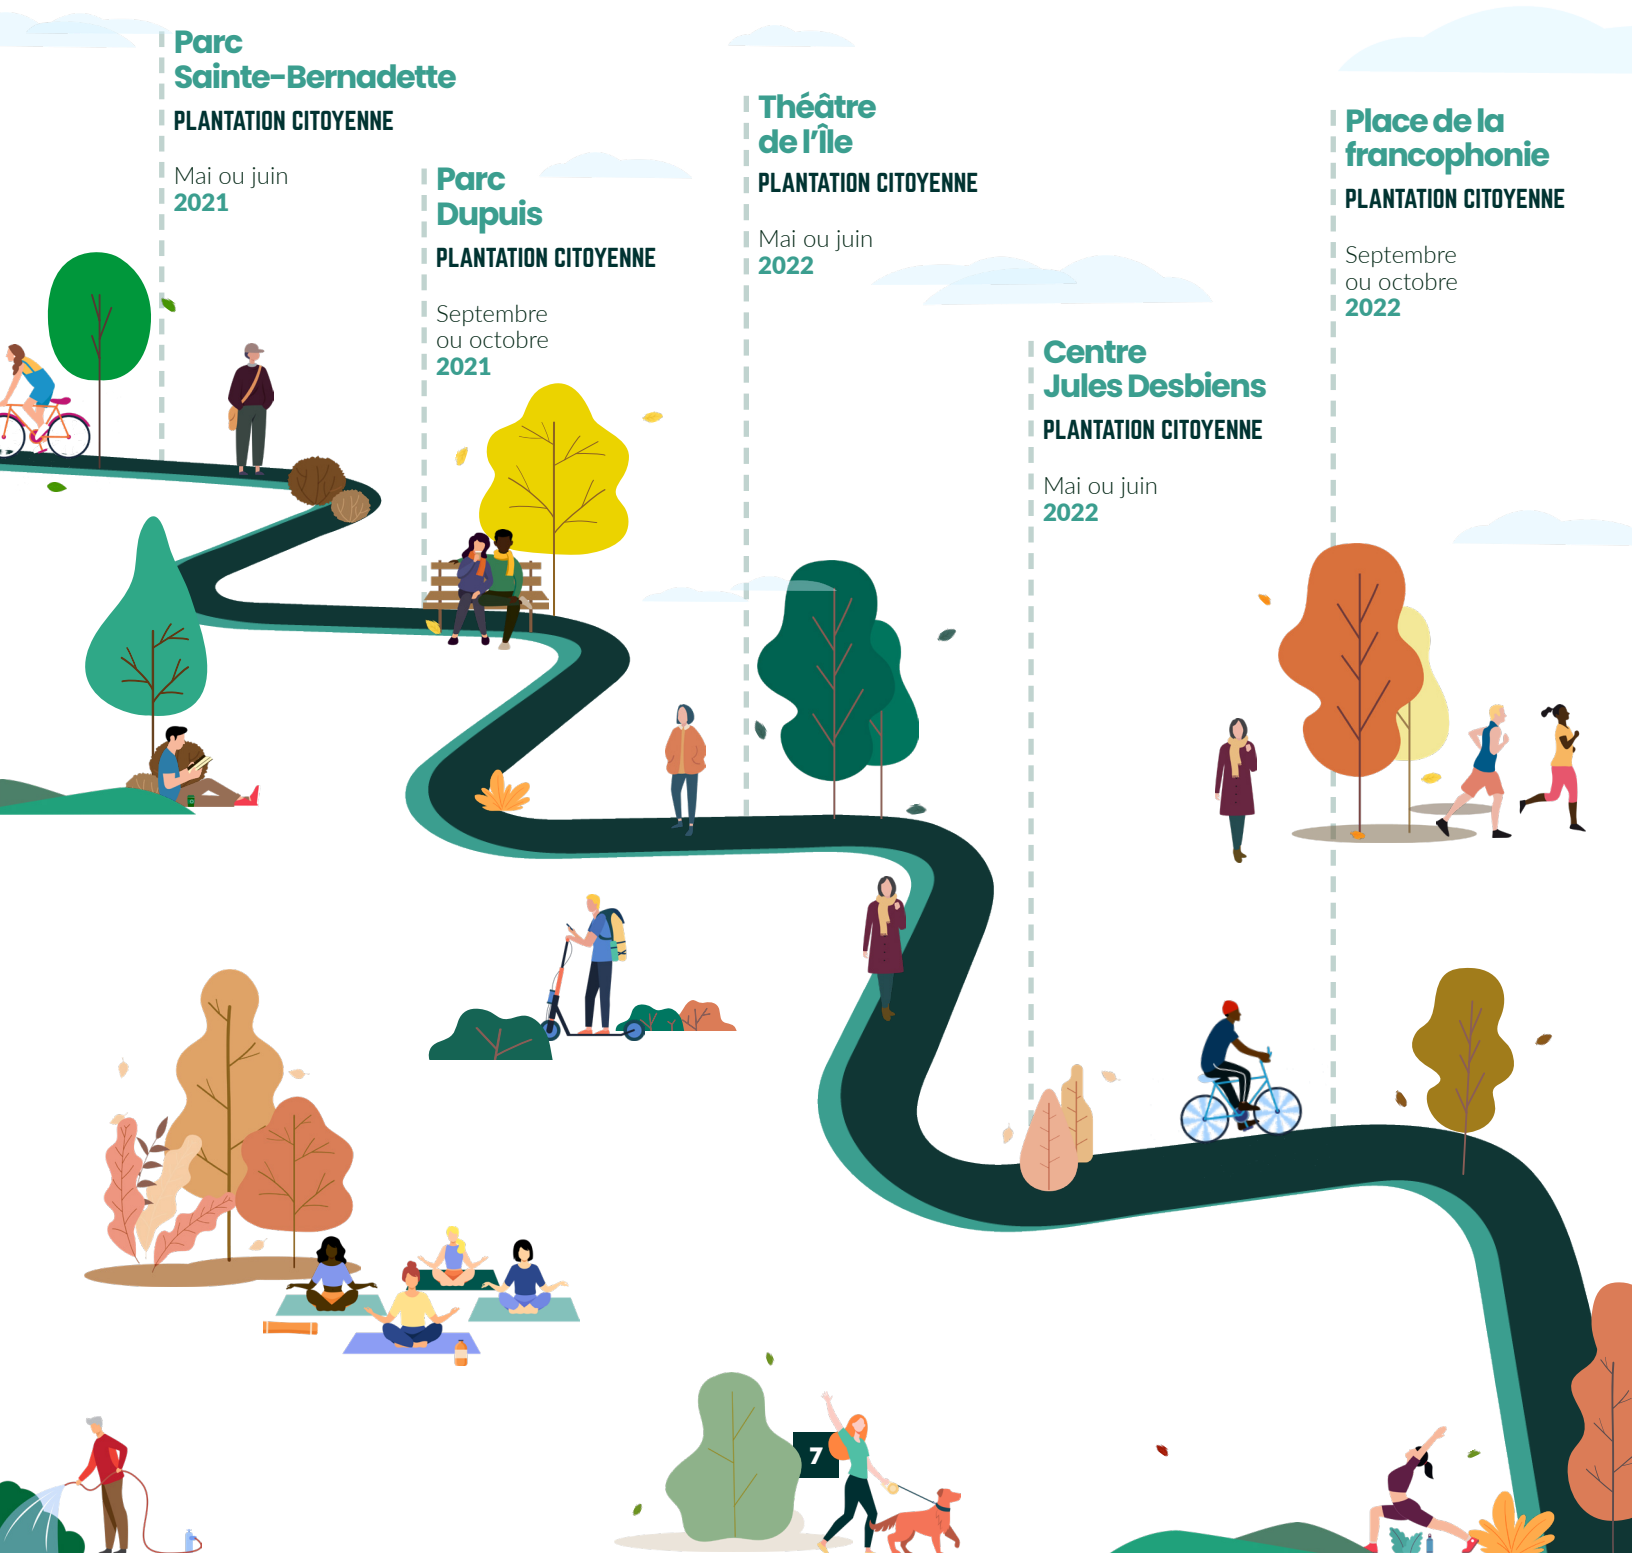 Parc
Sainte-Bernadette
PLANTATION CITOYENNE
Mai ou juin
2021
Parc
Dupuis
PLANTATION CITOYENNE
Septembre
ou octobre
2021
Théâtre
de l'Île
PLANTATION CITOYENNE
Mai ou juin
2022
Centre
Jules Desbiens
PLANTATION CITOYENNE
Mai ou juin
2022
Place de la
francophonie
PLANTATION CITOYENNE
Septembre
ou octobre
2022
7